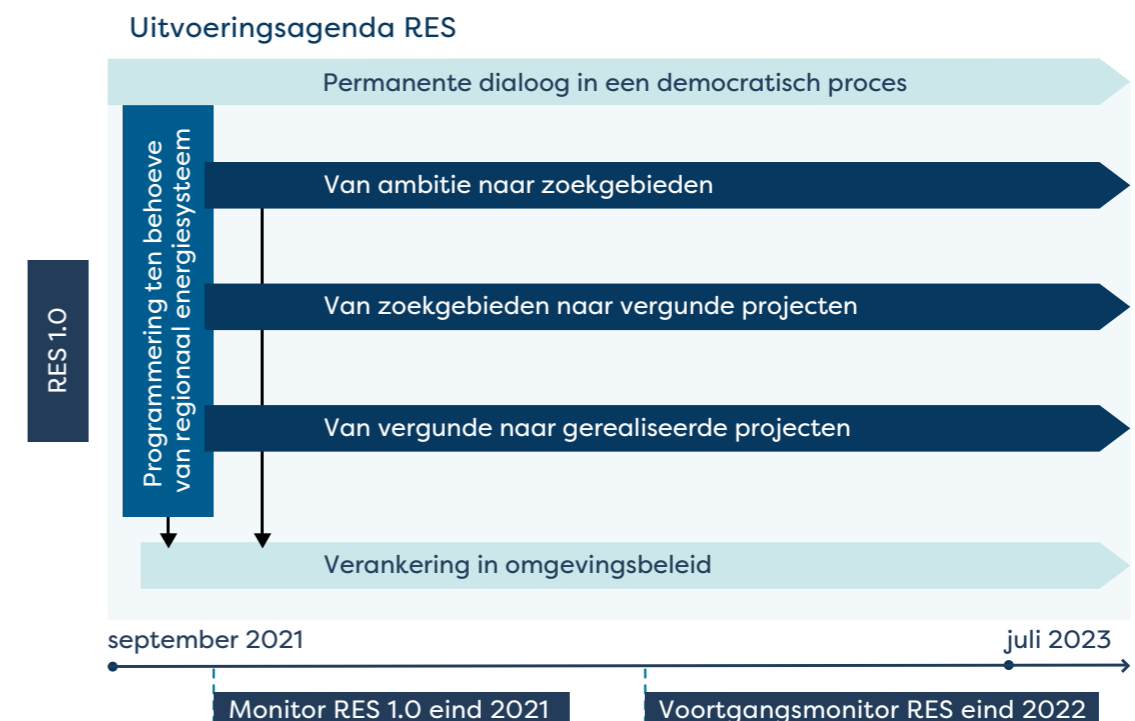 Uitvoeringsagenda RES
Permanente dialoog in een democratisch proces
RES 1.0
Programmering ten behoeve
van regionaal energiesysteem
Van ambitie naar zoekgebieden
Van zoekgebieden naar vergunde projecten
Van vergunde naar gerealiseerde projecten
Verankering in omgevingsbeleid
september 2021
juli 2023
Monitor RES 1.0 eind 2021
Voortgangsmonitor RES eind 2022